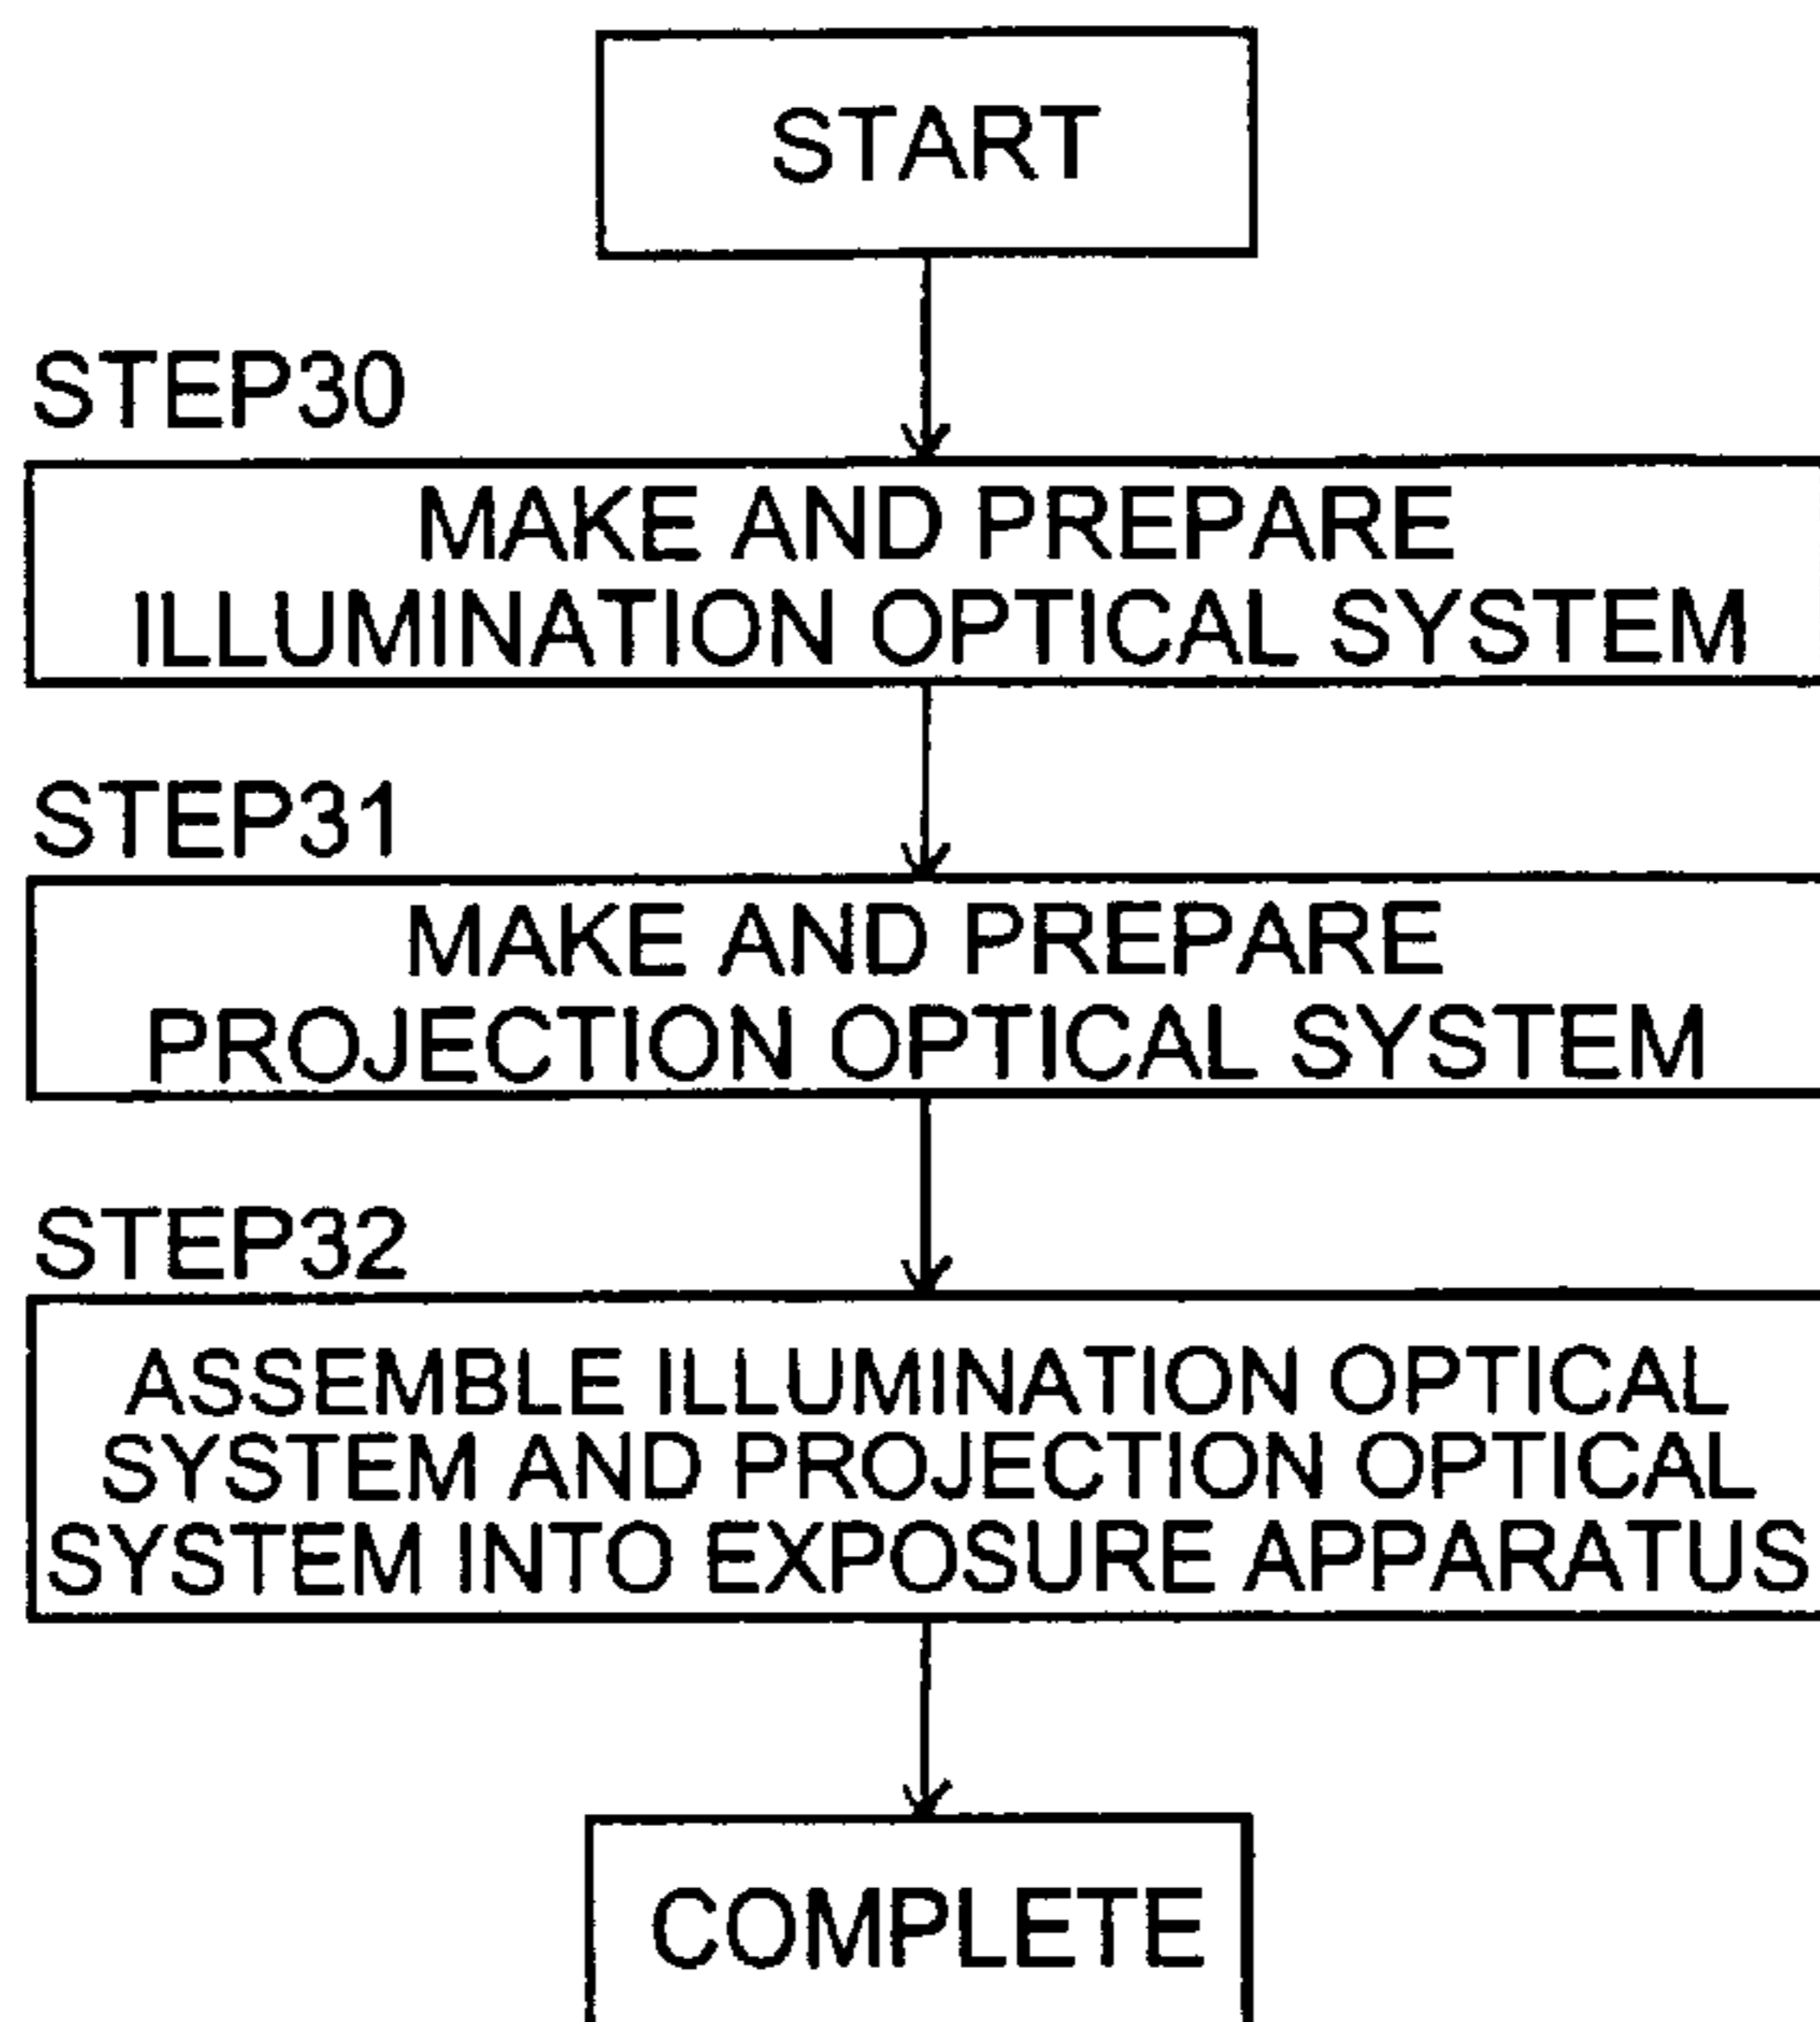 START
STEP30
MAKE AND PREPARE
ILLUMINATION OPTICAL SYSTEM
STEP31
MAKE AND PREPARE
PROJECTION OPTICAL SYSTEM
STEP32
ASSEMBLE ILLUMINATION OPTICAL
SYSTEM AND PROJECTION OPTICAL
SYSTEM INTO EXPOSURE APPARATUS
COMPLETE